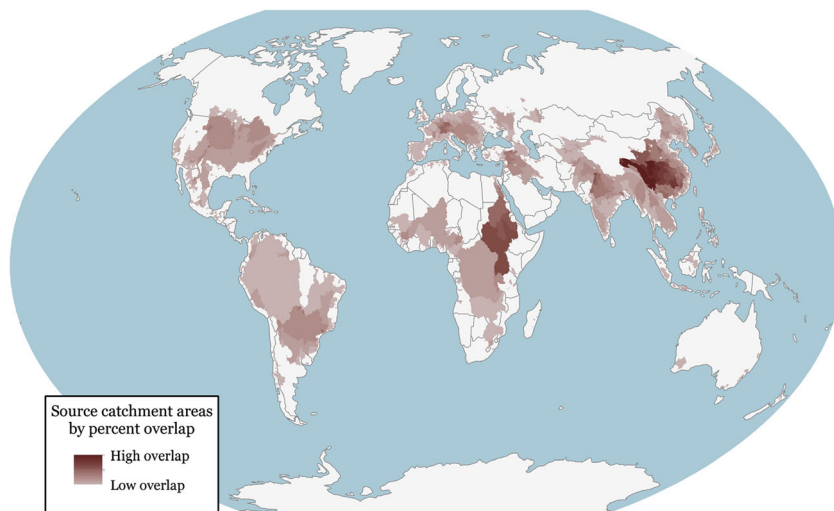 Source catchment areas
by percent overlap
High overlap
Low overlap